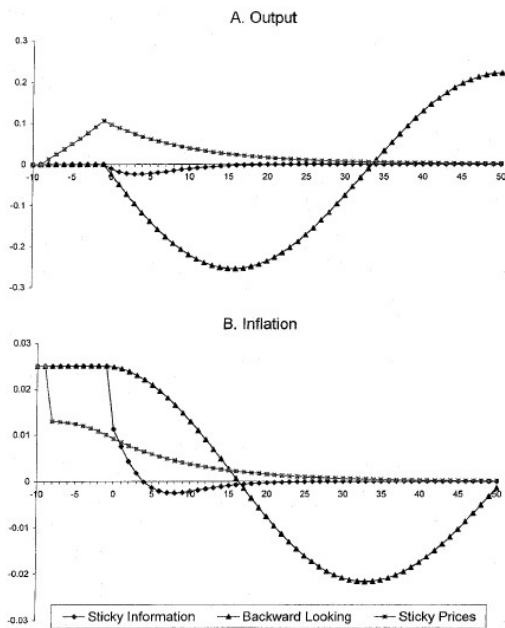 A. Output
0.3
0.2
0.1
0
-10 -5 0 5 10 15 20 25 30 35 40 45 50
-0.1
-0.2
-0.3
B. Inflation
0.03
0.02
0.01
0
-10 -5 0 5 10 15 20 25 30 35 40 45 50
-0.01
-0.02
-0.03
Sticky Information Backward Looking Sticky Prices